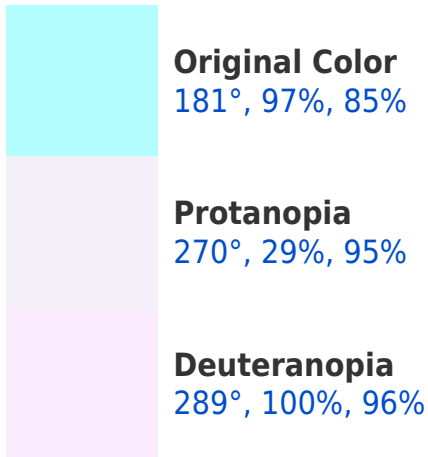 Original Color
181°, 97%, 85%
Protanopia
270°, 29%, 95%
Deuteranopia
289°, 100%, 96%